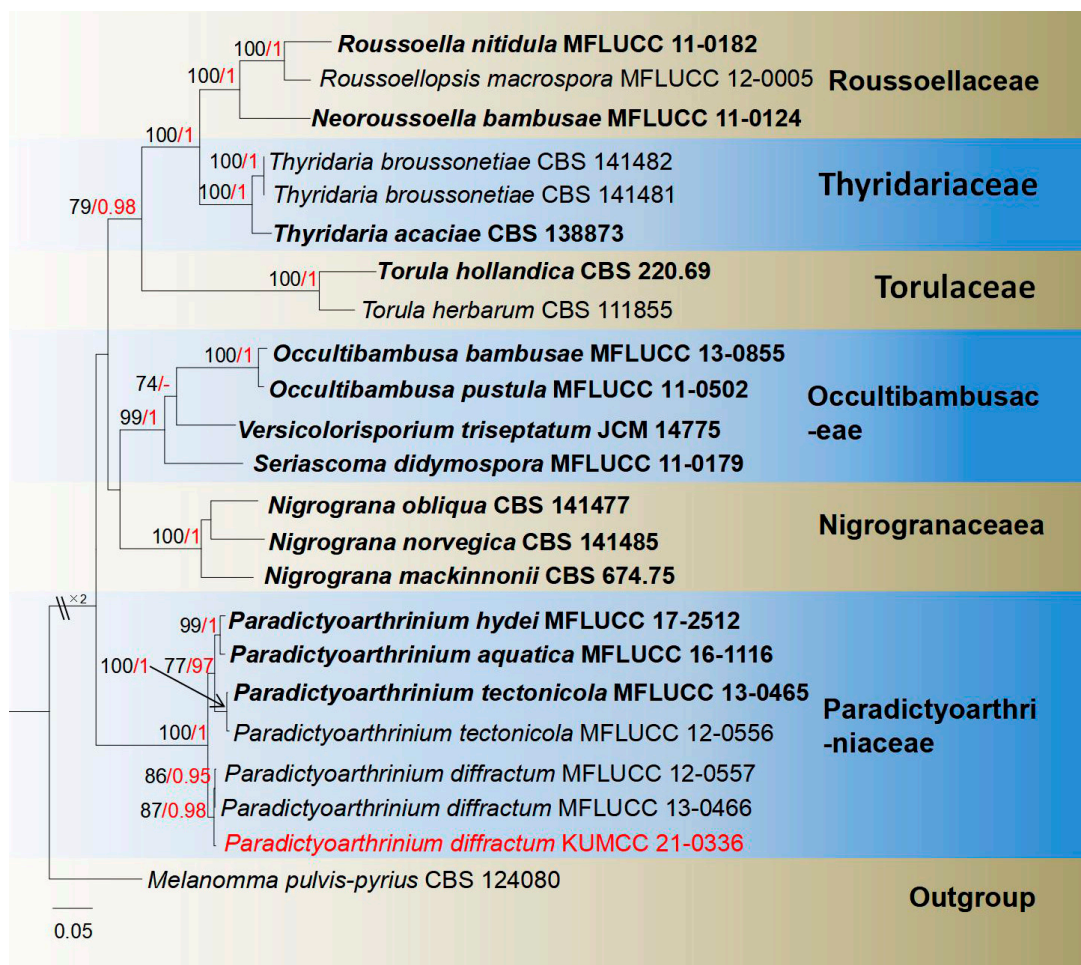 100/1
Roussoella nitidula MFLUCC 11-0182
100/1
Roussoellopsis macrospora MFLUCC 12-0005
Roussoellaceae
Neoroussoella bambusae MFLUCC 11-0124
100/1
100/1
Thyridaria broussonetiae CBS 141482
100/1
Thyridaria broussonetiae CBS 141481
Thyridariaceae
79/0.98
Thyridaria acaciae CBS 138873
100/1
Torula hollandica CBS 220.69
Torulaceae
Torula herbarum CBS 111855
100/1
Occultibambusa bambusae MFLUCC 13-0855
74/-
Occultibambusa pustula MFLUCC 11-0502
Occultibambusac
-eae
99/1
Versicolorisporium triseptatum JCM 14775
Seriascoma didymospora MFLUCC 11-0179
Nigrograna obliqua CBS 141477
100/1
Nigrograna norvegica CBS 141485
Nigrogranaceaea
Nigrograna mackinnonii CBS 674.75
×2
99/1
Paradictyoarthrinium hydei MFLUCC 17-2512
100/1
77/97
Paradictyoarthrinium aquatica MFLUCC 16-1116
Paradictyoarthrinium tectonicola MFLUCC 13-0465
Paradictyoarthri
-niaceae
100/1
Paradictyoarthrinium tectonicola MFLUCC 12-0556
86/0.95
Paradictyoarthrinium diffractum MFLUCC 12-0557
87/0.98
Paradictyoarthrinium diffractum MFLUCC 13-0466
Paradictyoarthrinium diffractum KUMCC 21-0336
Melanomma pulvis-pyrius CBS 124080
Outgroup
0.05